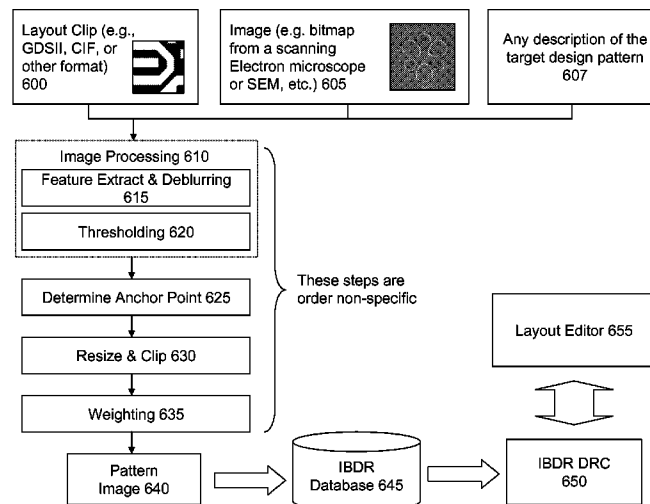 Layout Clip (e.g.,
GDSII, CIF, or
other format)
600
Image (e.g. bitmap
from a scanning
Electron microscope
or SEM, etc.) 605
Any description of the
target design pattern
607
Image Processing 610
Feature Extract & Deblurring
615
Thresholding 620
Determine Anchor Point 625
Resize & Clip 630
Weighting 635
These steps are
order non-specific
Pattern
Image 640
IBDR
Database 645
IBDR DRC
650
Layout Editor 655